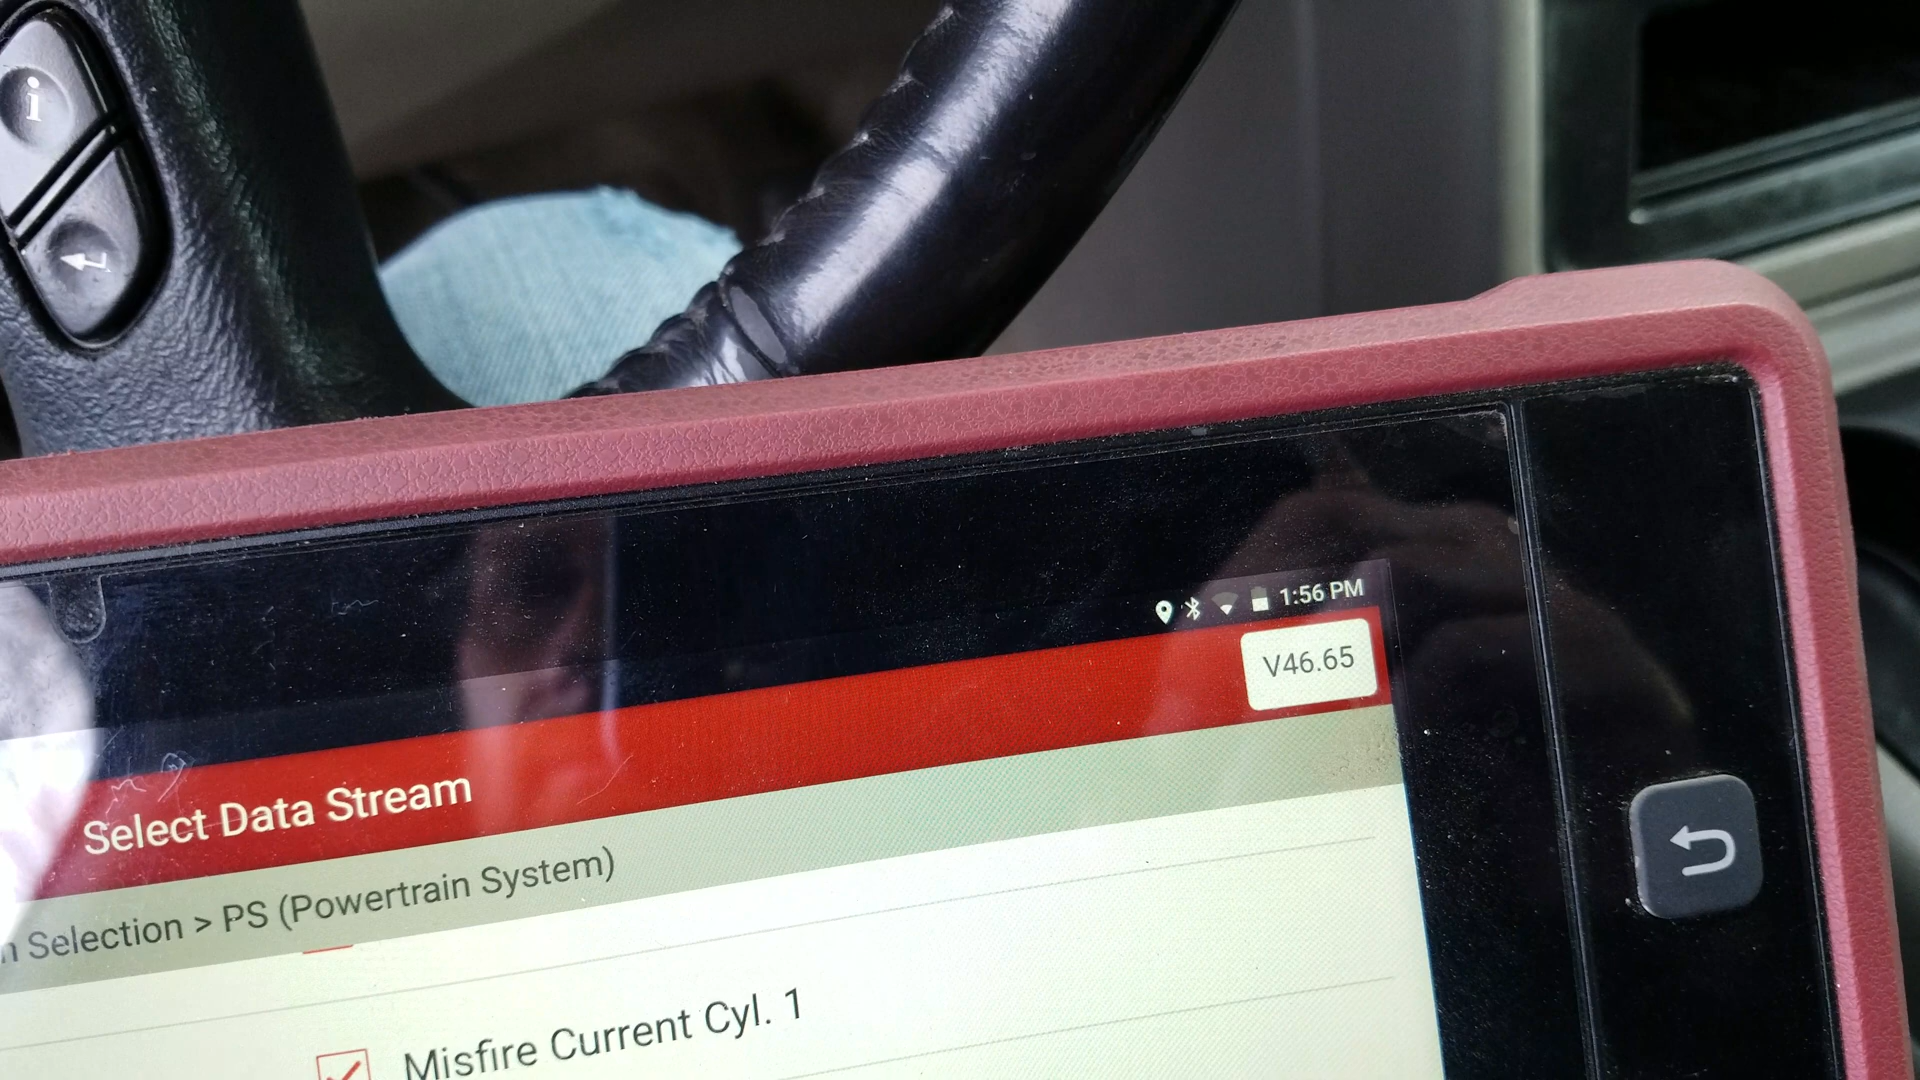 i
1:56 PM
V46.65
Select Data Stream
n Selection > PS (Powertrain System)
Misfire Current Cyl. 1